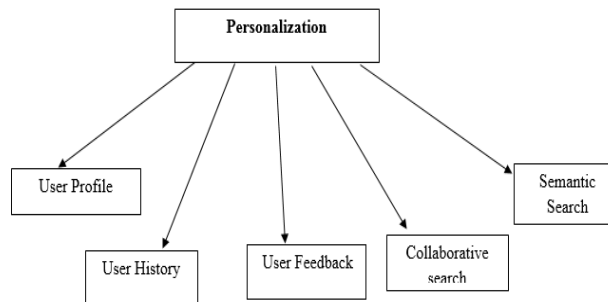 Personalization
User Profile
User History
User Feedback
Collaborative
search
Semantic
Search